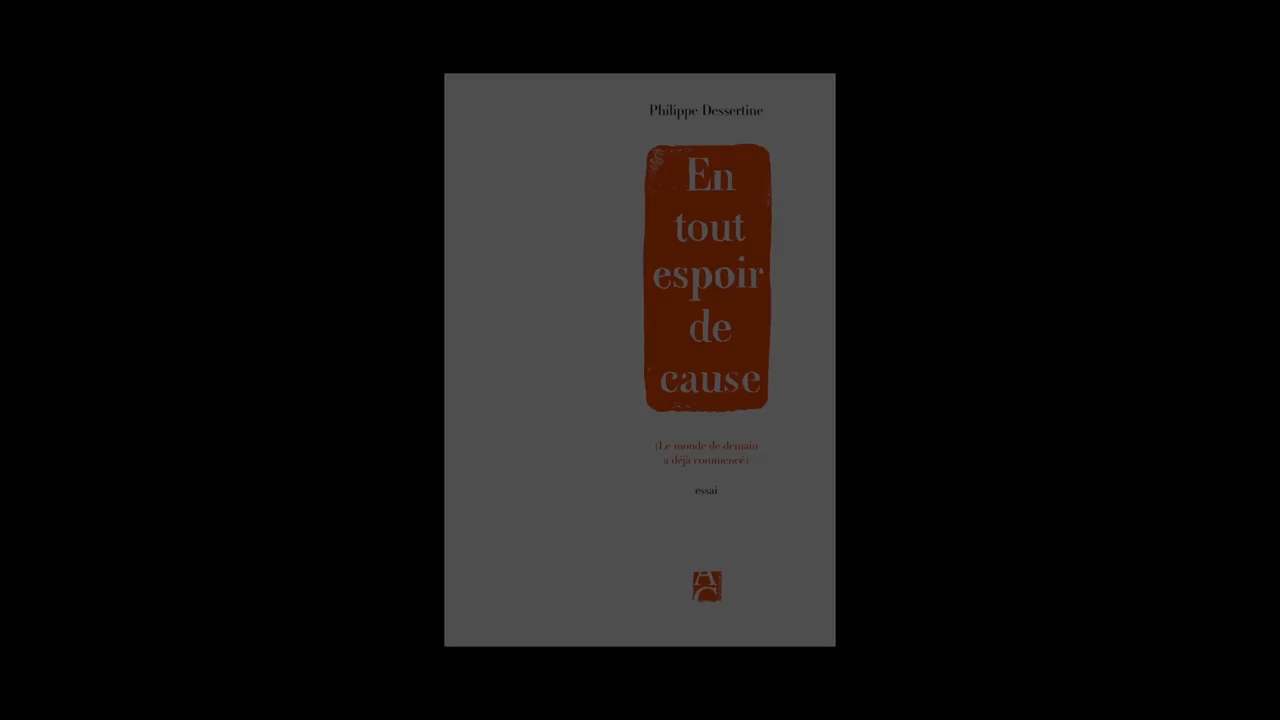 Philippe Dessertine
En
tout
espoir
de
cause
(Le monde de demain
a déjà commencé)
essai
A
C